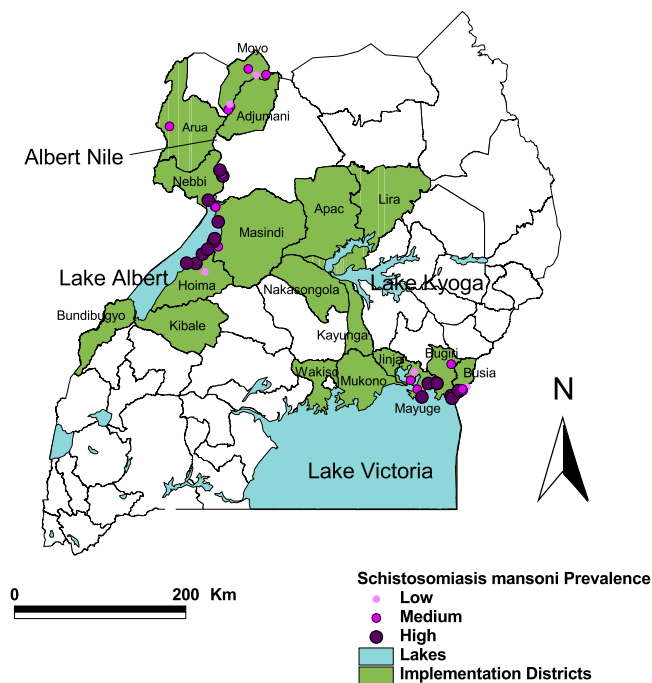 Moyo
Arua
Adjumani
Albert Nile
Nebbi
Apac
Lira
Masindi
Lake Albert
Lake Kyoga
Hoima
Nakasongola
Bundibugyo
Kibale
Kayunga
Jinja
Bugiri
Wakiso
Mukono
Busia
Mayuge
N
Lake Victoria
0 200 Km
Schistosomiasis mansoni Prevalence
Low
Medium
High
Lakes
Implementation Districts